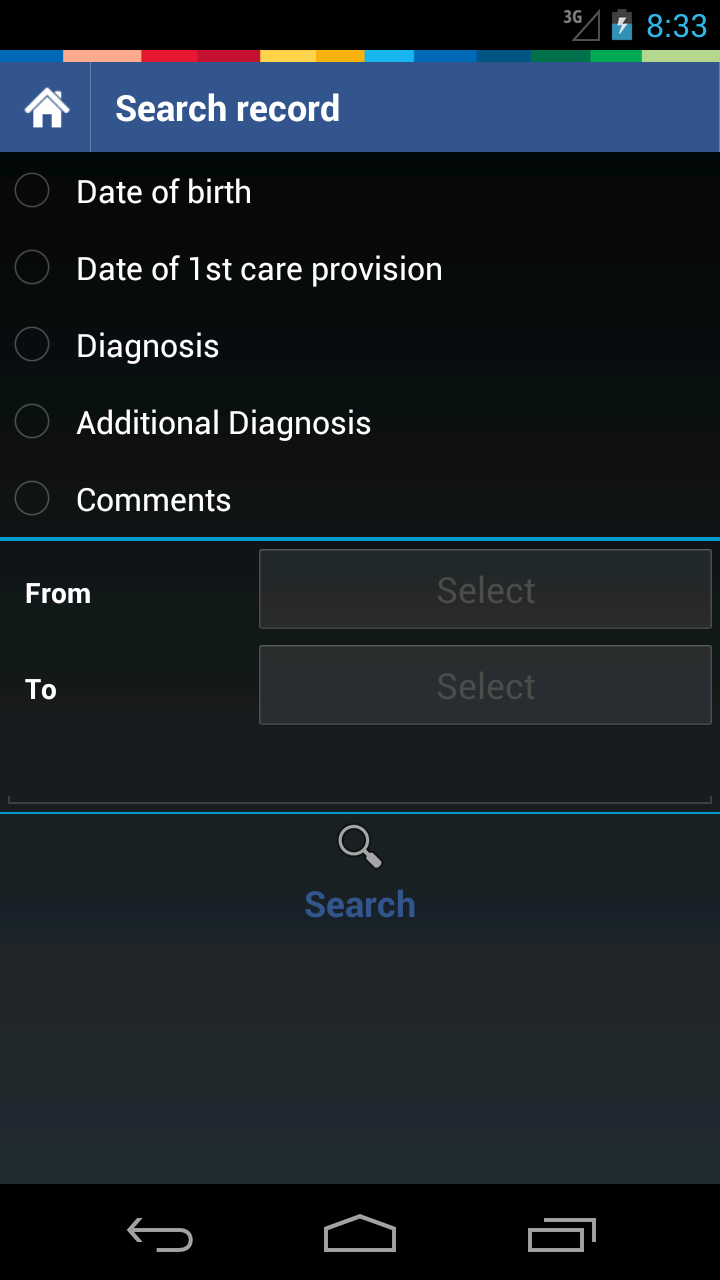 3G 8:33
Search record
Date of birth
Date of 1st care provision
Diagnosis
Additional Diagnosis
Comments
From Select
To Select
Search